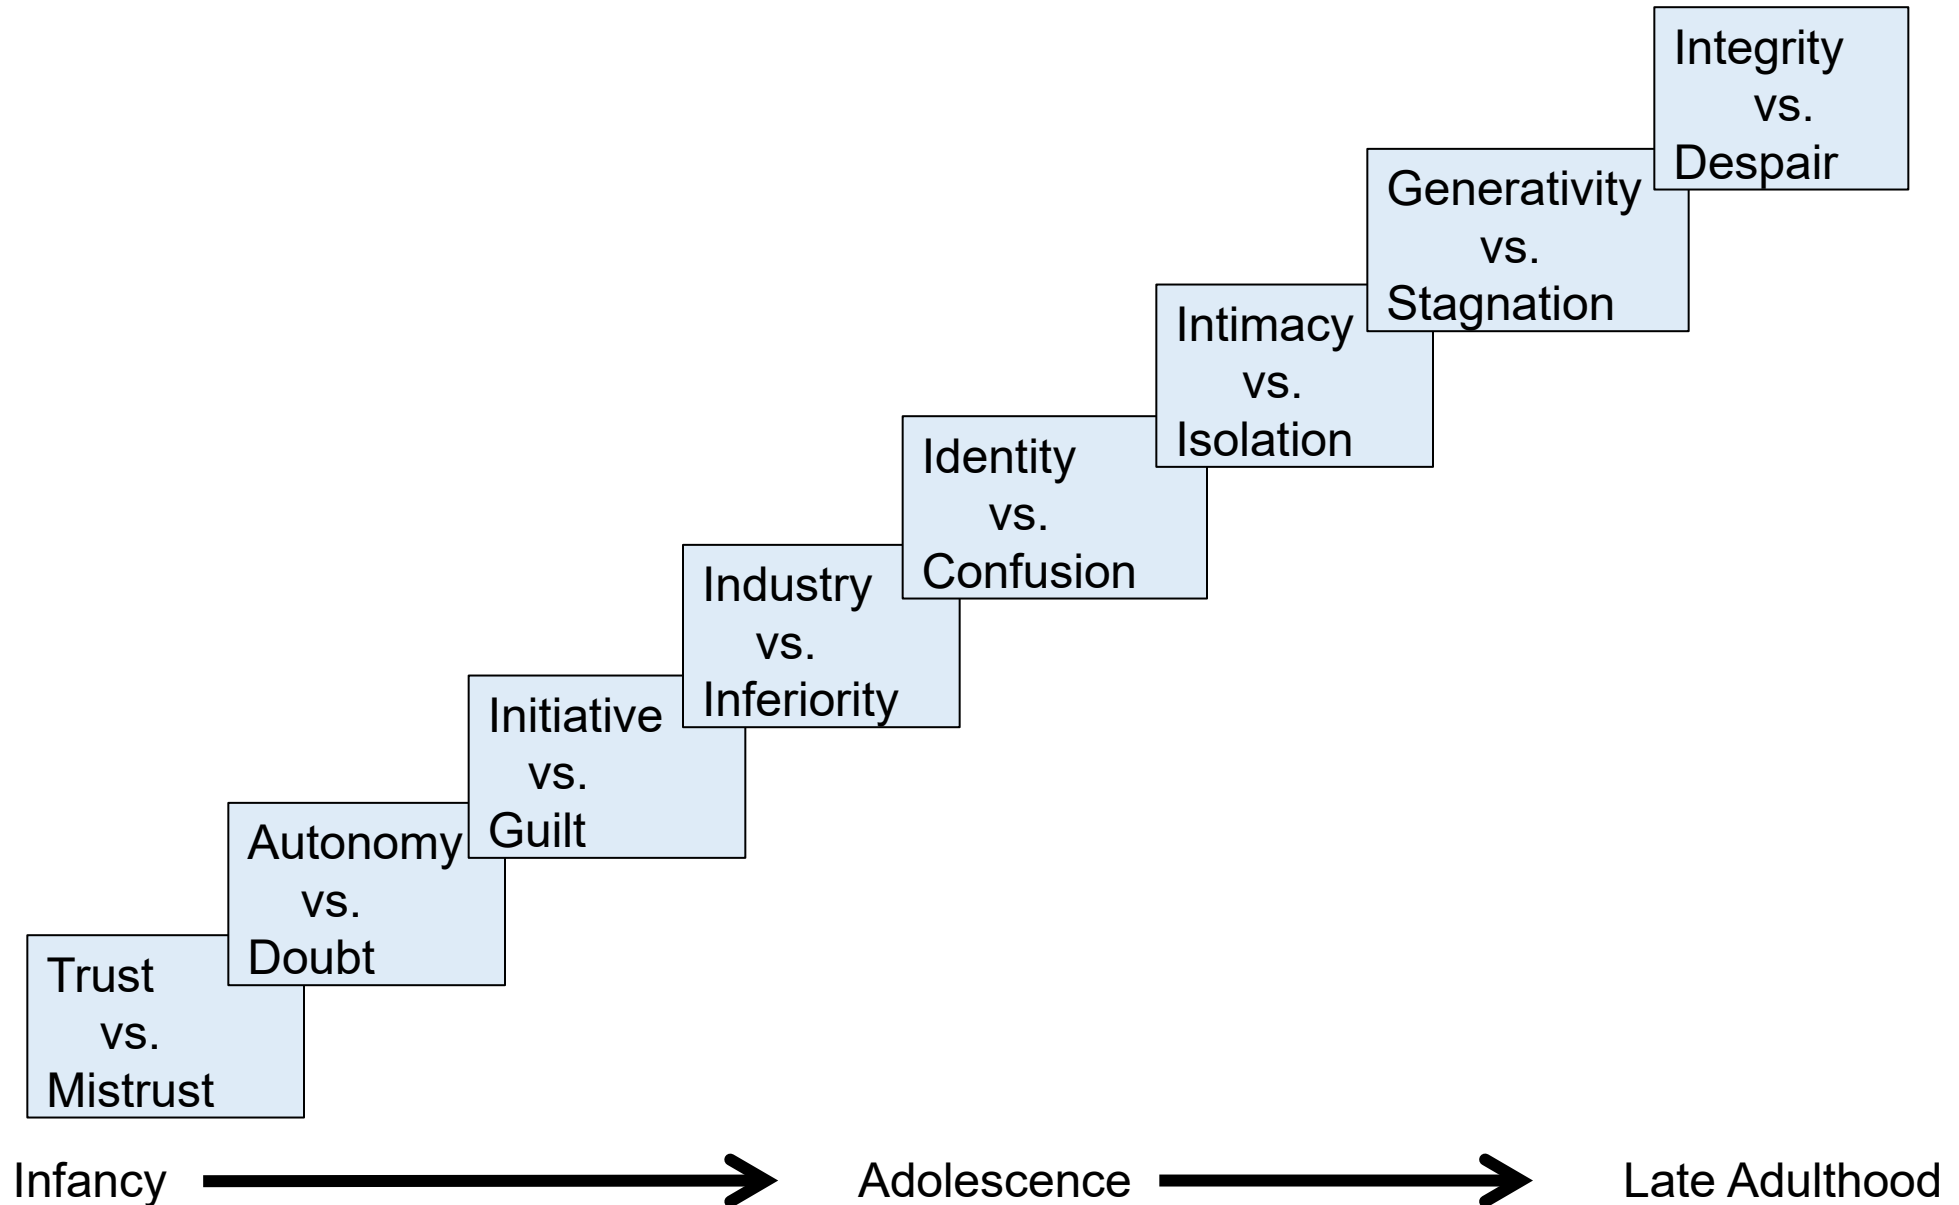 Trust
vs.
Mistrust
Autonomy
vs.
Doubt
Initiative
vs.
Guilt
Industry
vs.
Inferiority
Identity
vs.
Confusion
Intimacy
vs.
Isolation
Generativity
vs.
Stagnation
Integrity
vs.
Despair
Infancy
Adolescence
Late Adulthood